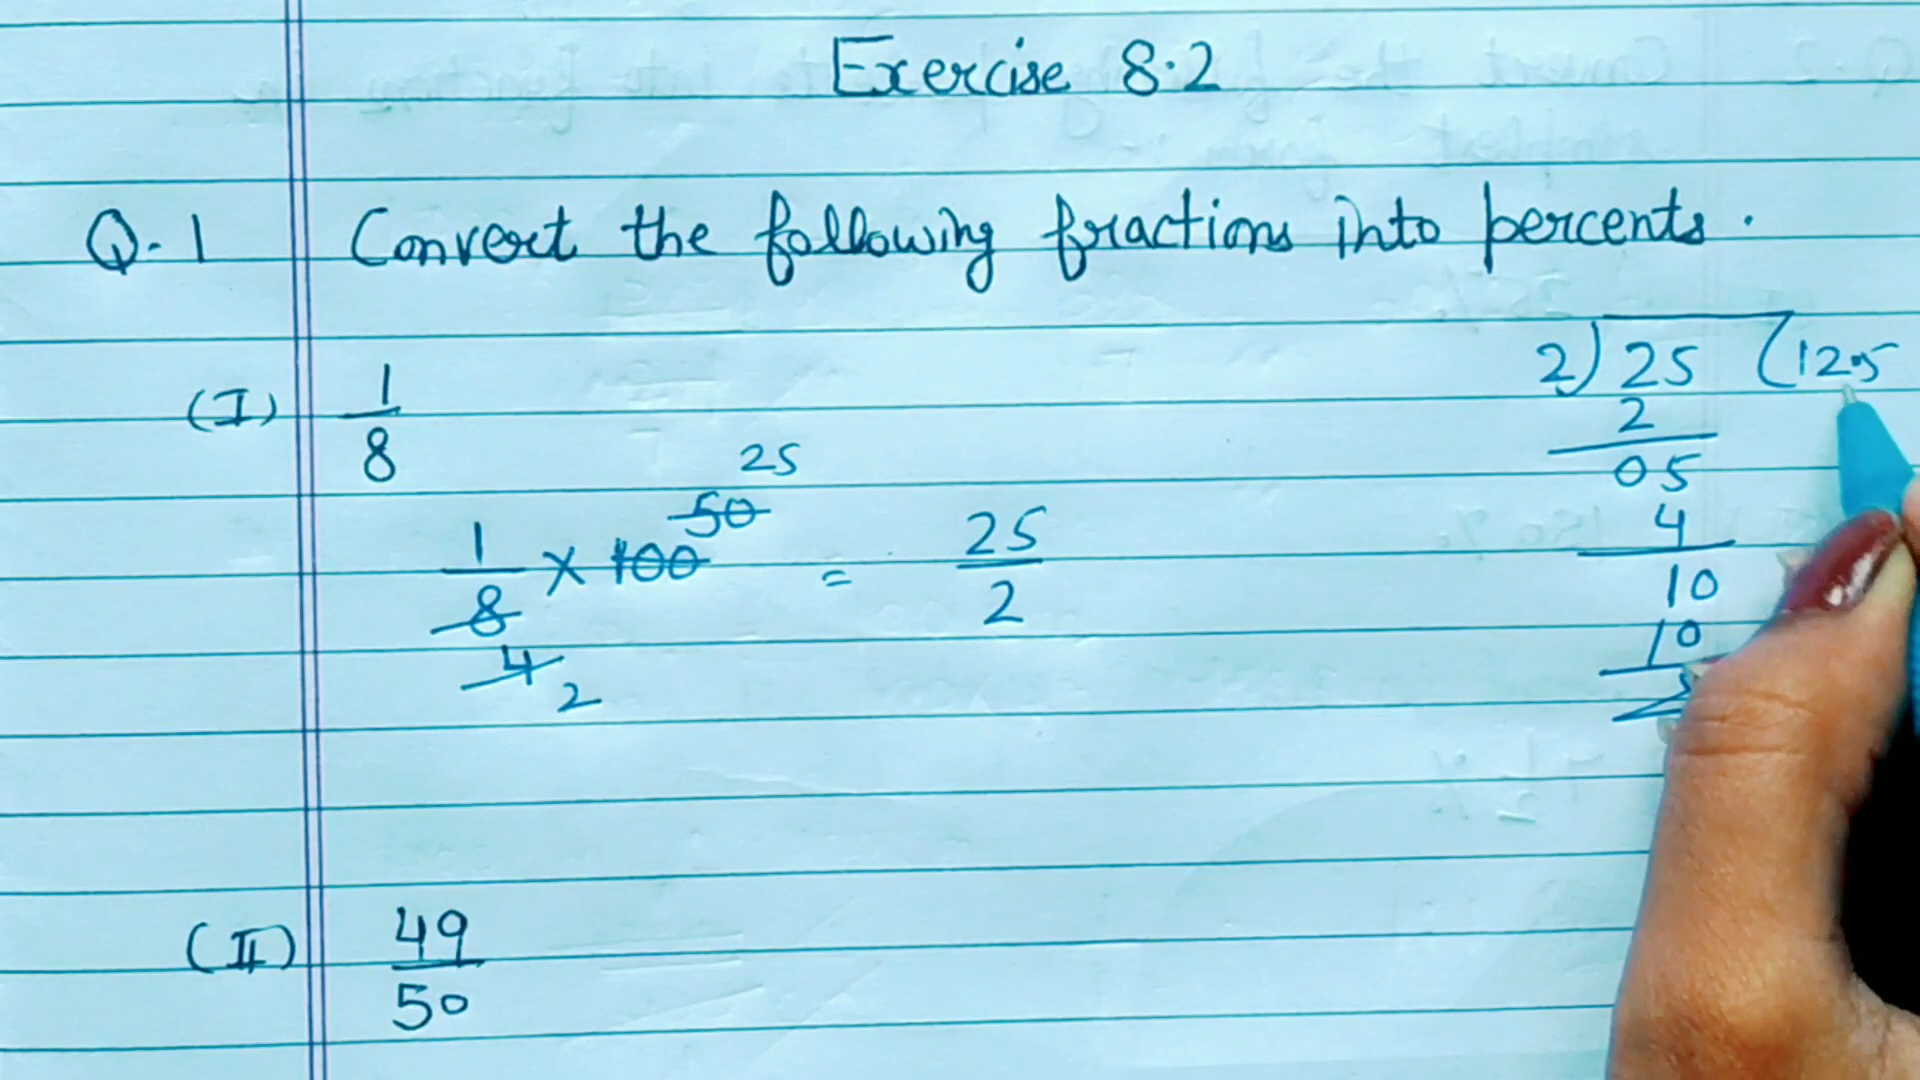 Exercise 8.2
Q.1 Convert the following fractions into percents.
(I) 1/8
2) 25 (12.5
2
05
4
10
10
25
50
1/8 × 100 = 25/2
4
2
(II) 49/50